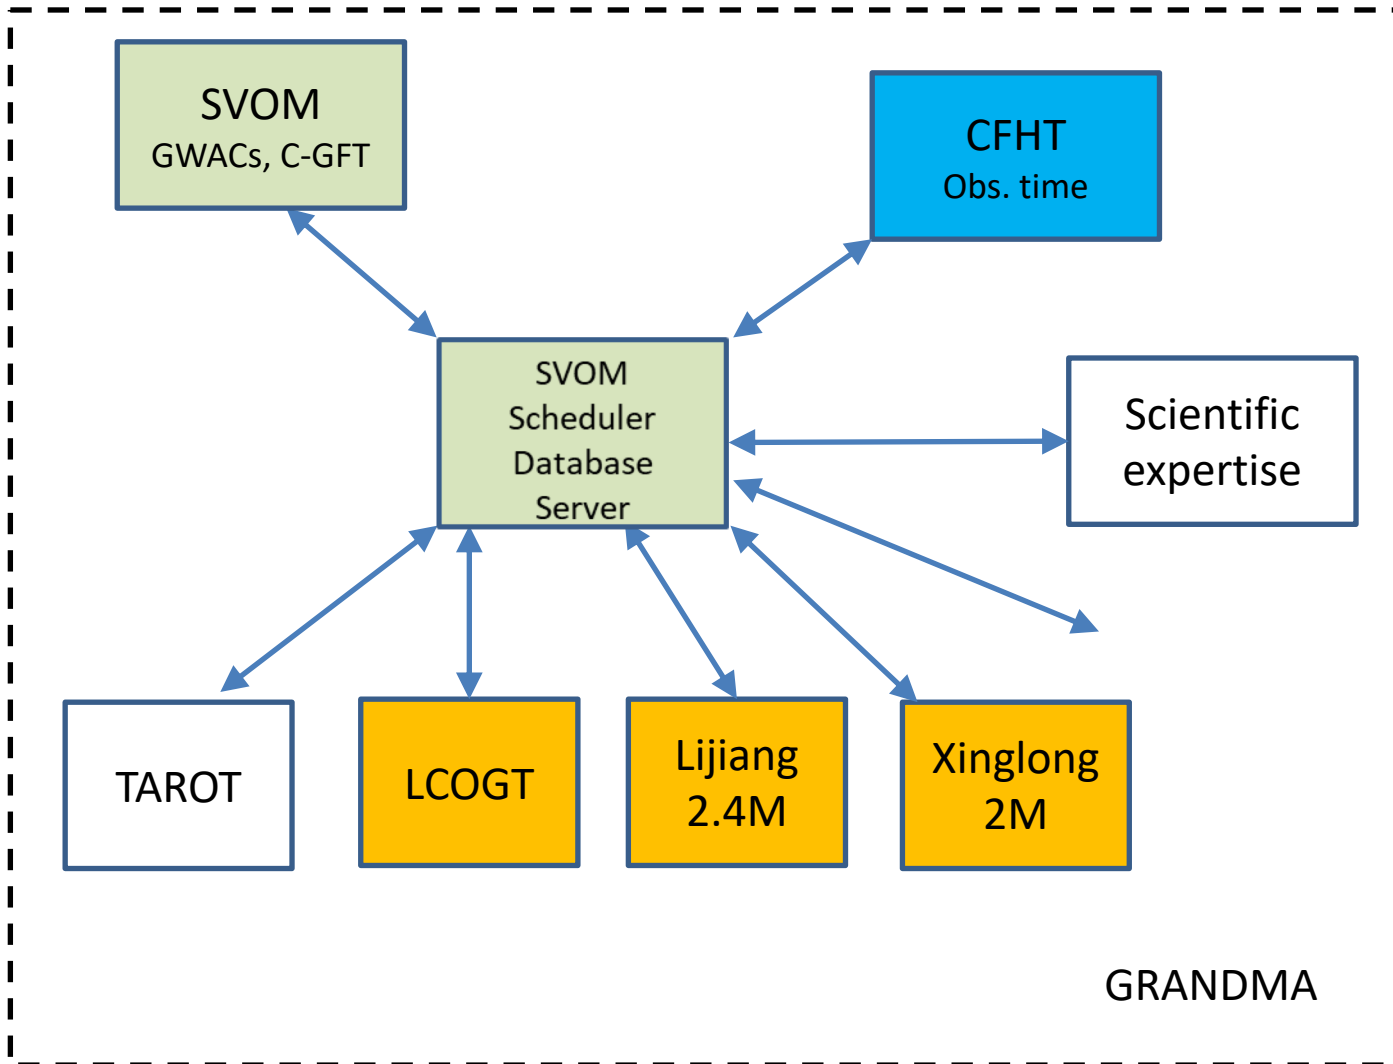 SVOM
GWACs, C-GFT
CFHT
Obs. time
SVOM
Scheduler
Database
Server
Scientific
expertise
TAROT
LCOGT
Lijiang
2.4M
Xinglong
2M
GRANDMA